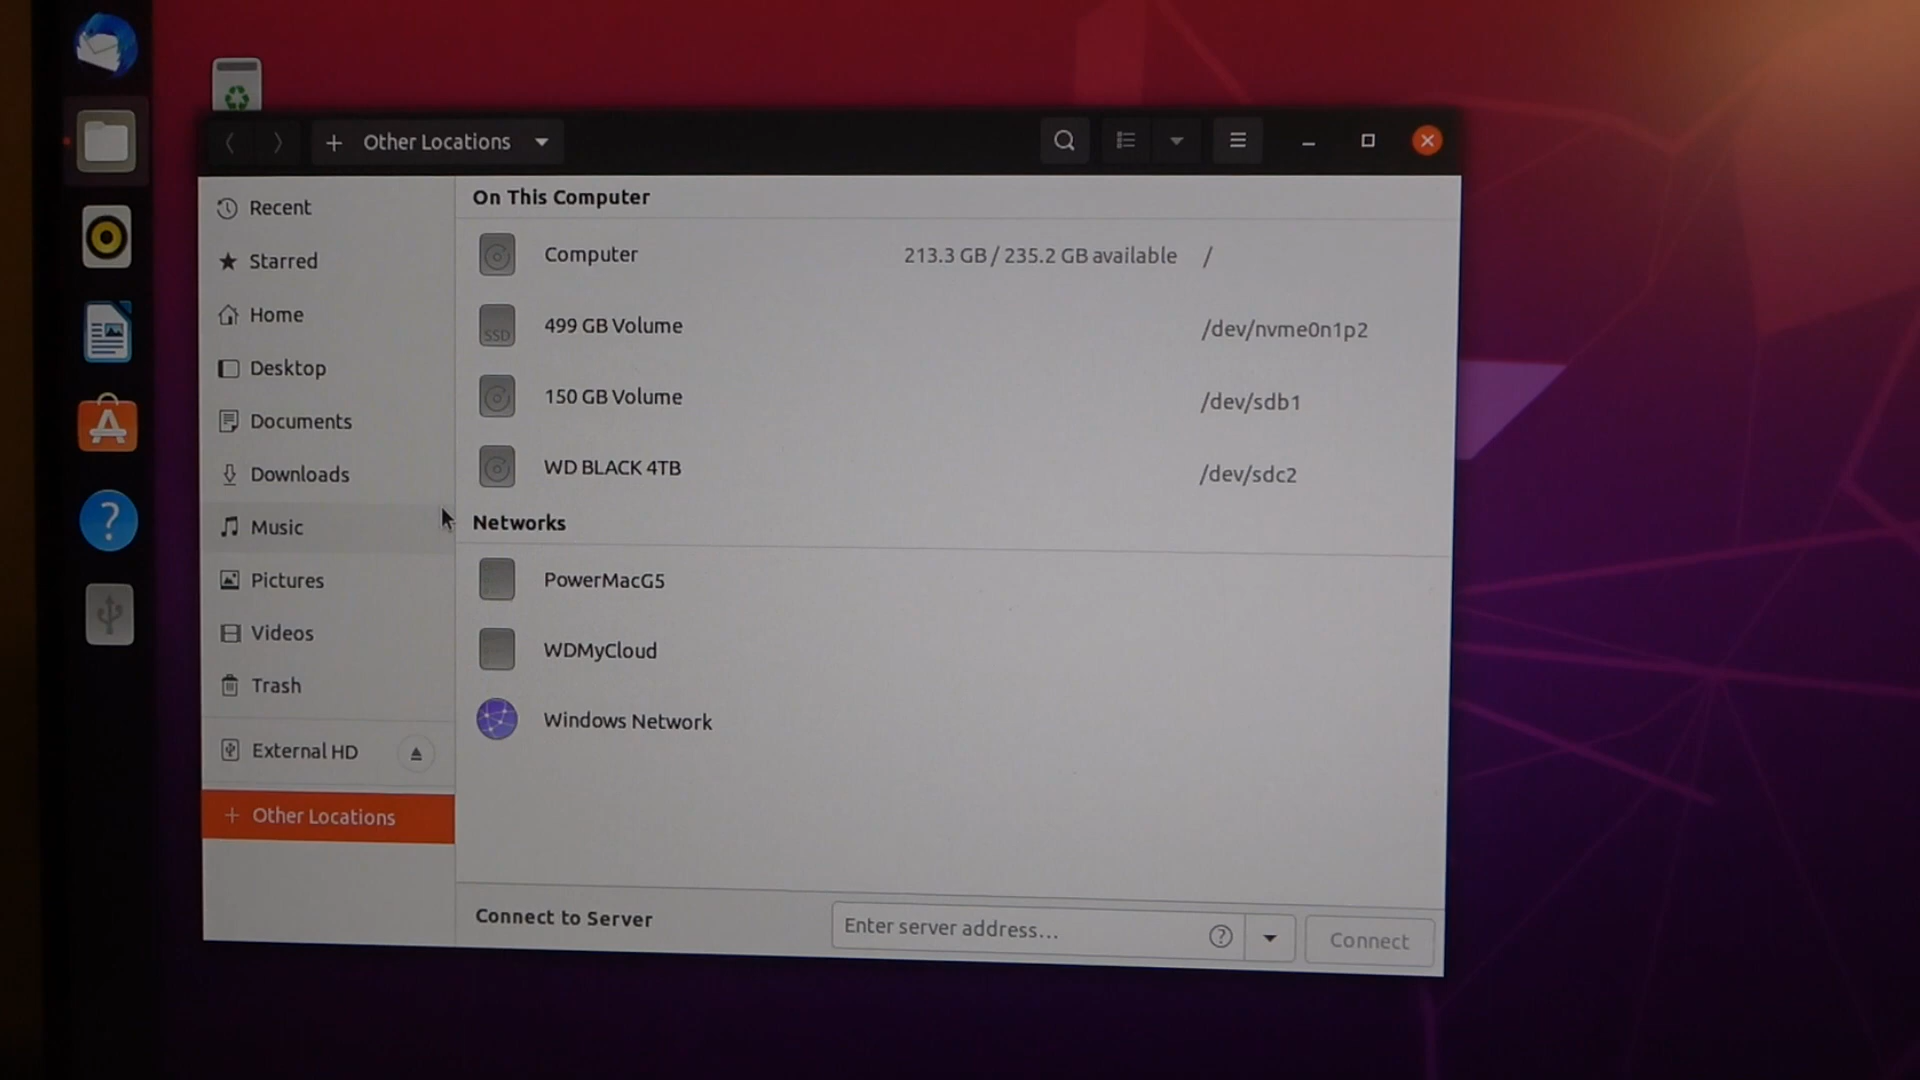 Other Locations
Recent
Starred
Home
Desktop
Documents
Downloads
Music
Pictures
Videos
Trash
External HD
Other Locations
On This Computer
Computer 213.3 GB / 235.2 GB available /
SSD
499 GB Volume /dev/nvme0n1p2
150 GB Volume /dev/sdb1
WD BLACK 4TB /dev/sdc2
Networks
PowerMacG5
WDMyCloud
Windows Network
Connect to Server Enter server address... ? Connect